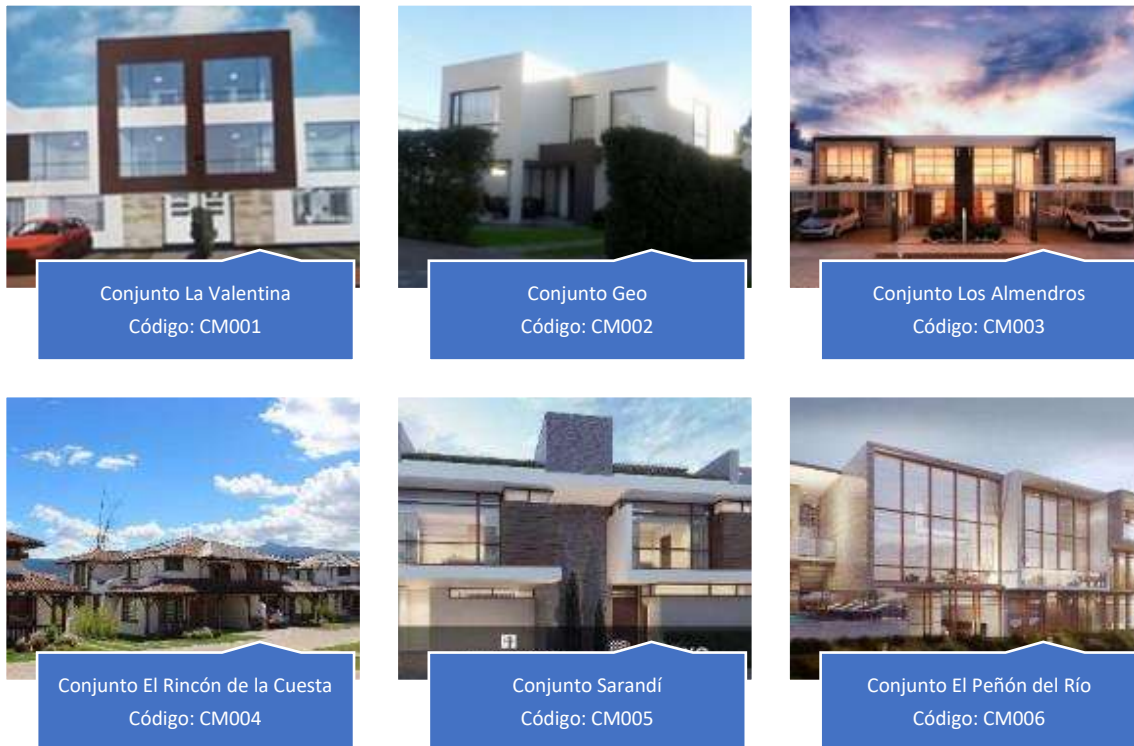 Conjunto La Valentina
Código: CM001
Conjunto Geo
Código: CM002
Conjunto Los Almendros
Código: CM003
Conjunto El Rincón de la Cuesta
Código: CM004
Conjunto Sarandí
Código: CM005
Conjunto El Peñón del Río
Código: CM006